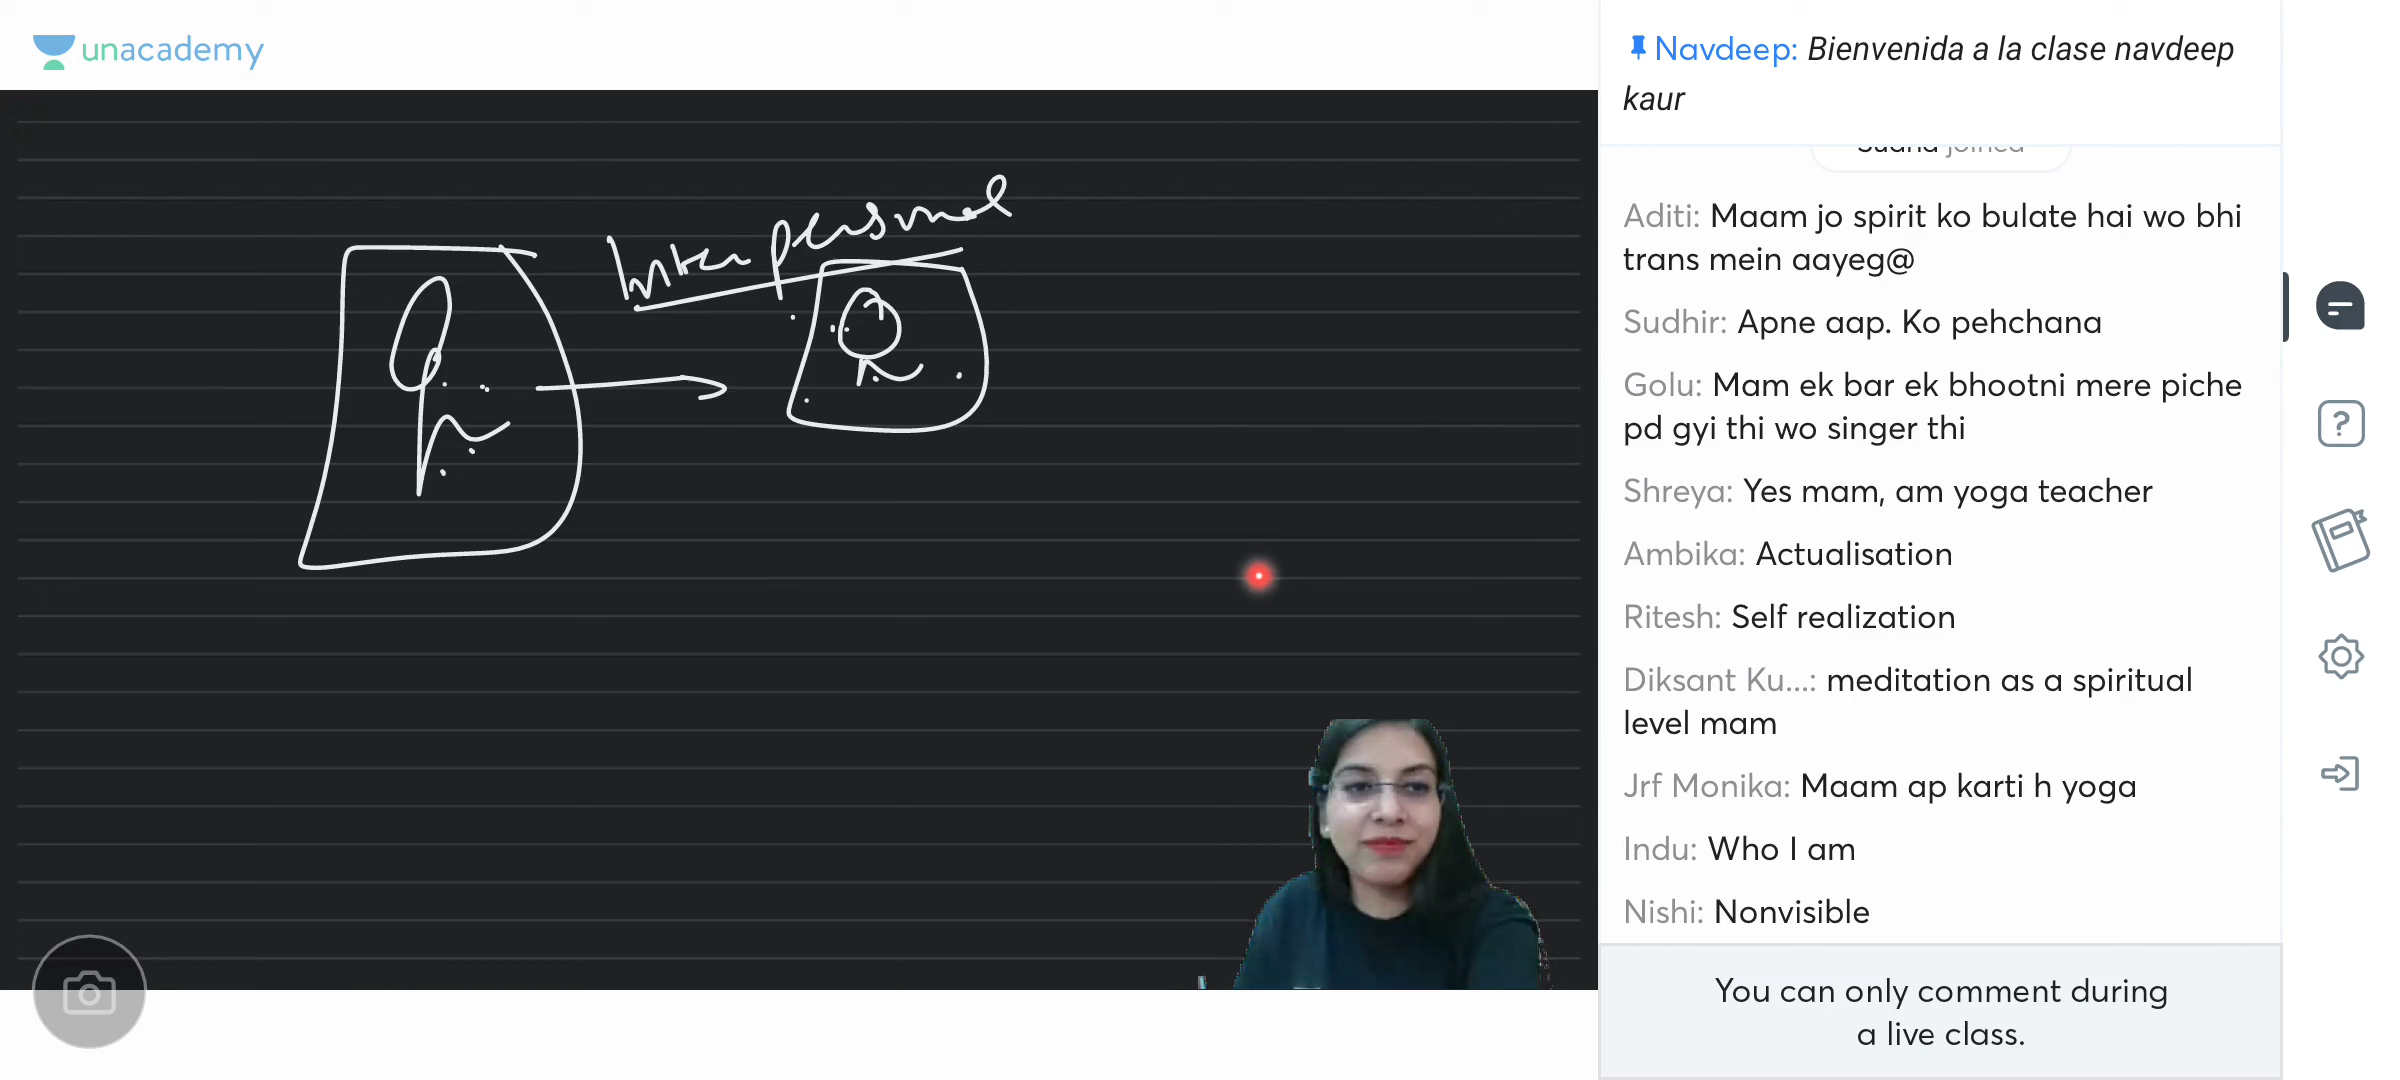 unacademy
Interpersonal
Navdeep: Bienvenida a la clase navdeep
kaur
joined
Aditi: Maam jo spirit ko bulate hai wo bhi
trans mein aayeg@
Sudhir: Apne aap. Ko pehchana
Golu: Mam ek bar ek bhootni mere piche
pd gyi thi wo singer thi
Shreya: Yes mam, am yoga teacher
Ambika: Actualisation
Ritesh: Self realization
Diksant Ku...: meditation as a spiritual
level mam
Jrf Monika: Maam ap karti h yoga
Indu: Who I am
Nishi: Nonvisible
You can only comment during
a live class.